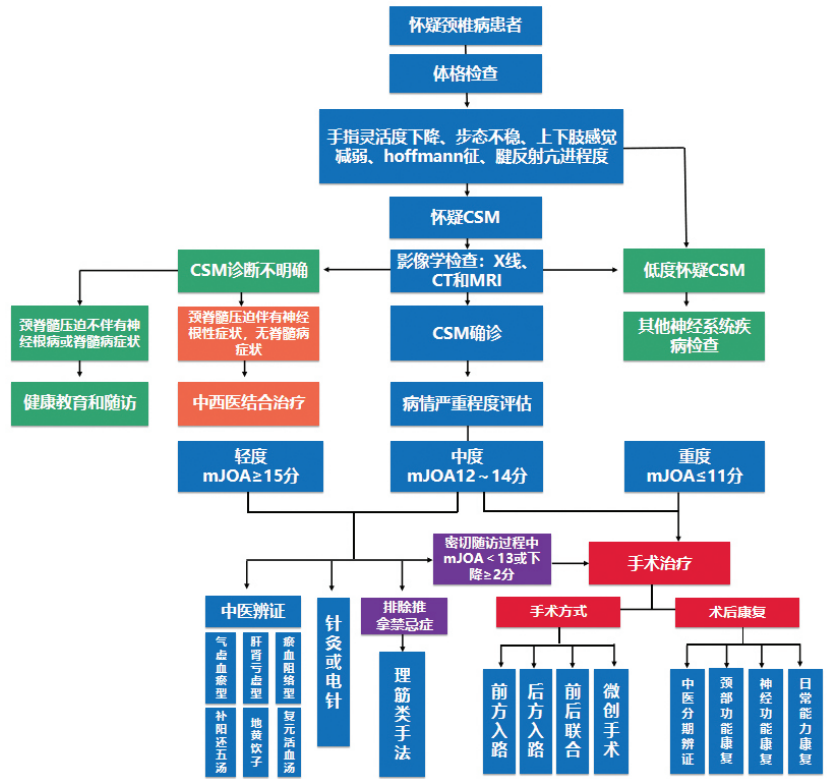 怀疑颈椎病患者
体格检查
手指灵活度下降、步态不稳、上下肢感觉
减弱、hoffmann征、腱反射亢进程度
怀疑CSM
CSM诊断不明确
影像学检查：X线、
CT和MRI
低度怀疑CSM
颈脊髓压迫不伴有神
经根病或脊髓病症状
颈脊髓压迫伴有神经
根性症状，无脊髓病
症状
CSM确诊
其他神经系统疾
病检查
健康教育和随访
中西医结合治疗
病情严重程度评估
轻度
mJOA≥15分
中度
mJOA12～14分
重度
mJOA≤11分
密切随访过程中
mJOA＜13或下
降≥2分
手术治疗
中医辨证
气虚血瘀型
肝肾亏虚型
瘀血阻络型
补阳还五汤
地黄饮子
复元活血汤
针灸或电针
排除推
拿禁忌症
理筋类手法
手术方式
术后康复
前方入路
后方入路
前后联合
微创手术
中医分期辨证
颈部功能康复
神经功能康复
日常能力康复